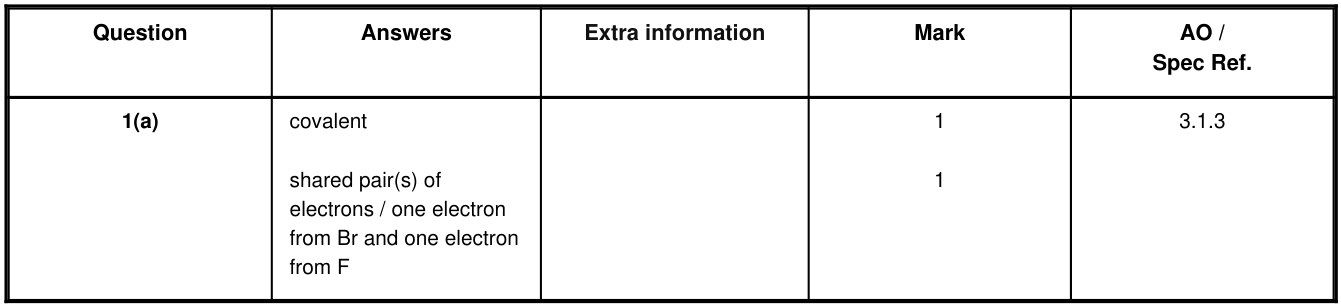 Question Answers Extra information Mark AO /
Spec Ref.
1(a) covalent 1 3.1.3
shared pair(s) of 1
electrons / one electron
from Br and one electron
from F